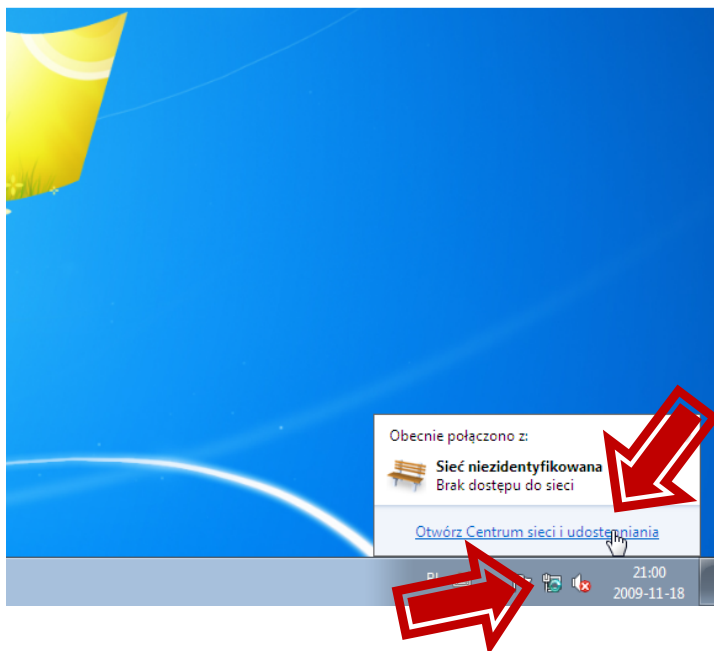 Obecnie połączono z:
Sieć niezidentyfikowana
Brak dostępu do sieci
Otwórz Centrum sieci i udostępniania
21:00
2009-11-18